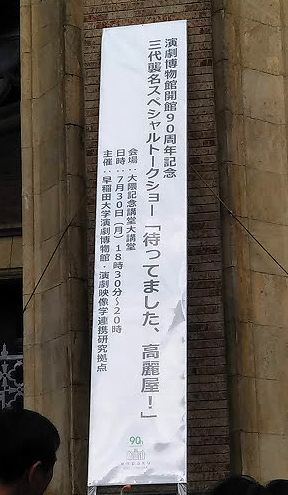 演劇博物館開館90周年記念
三代襲名スペシャルトークショー「待ってました、高麗屋！」
会場：大隈記念講堂大講堂
日時：7月30日（月）18時30分～20時
主催：早稲田大学演劇博物館・演劇映像学連携研究拠点
90
enpaku